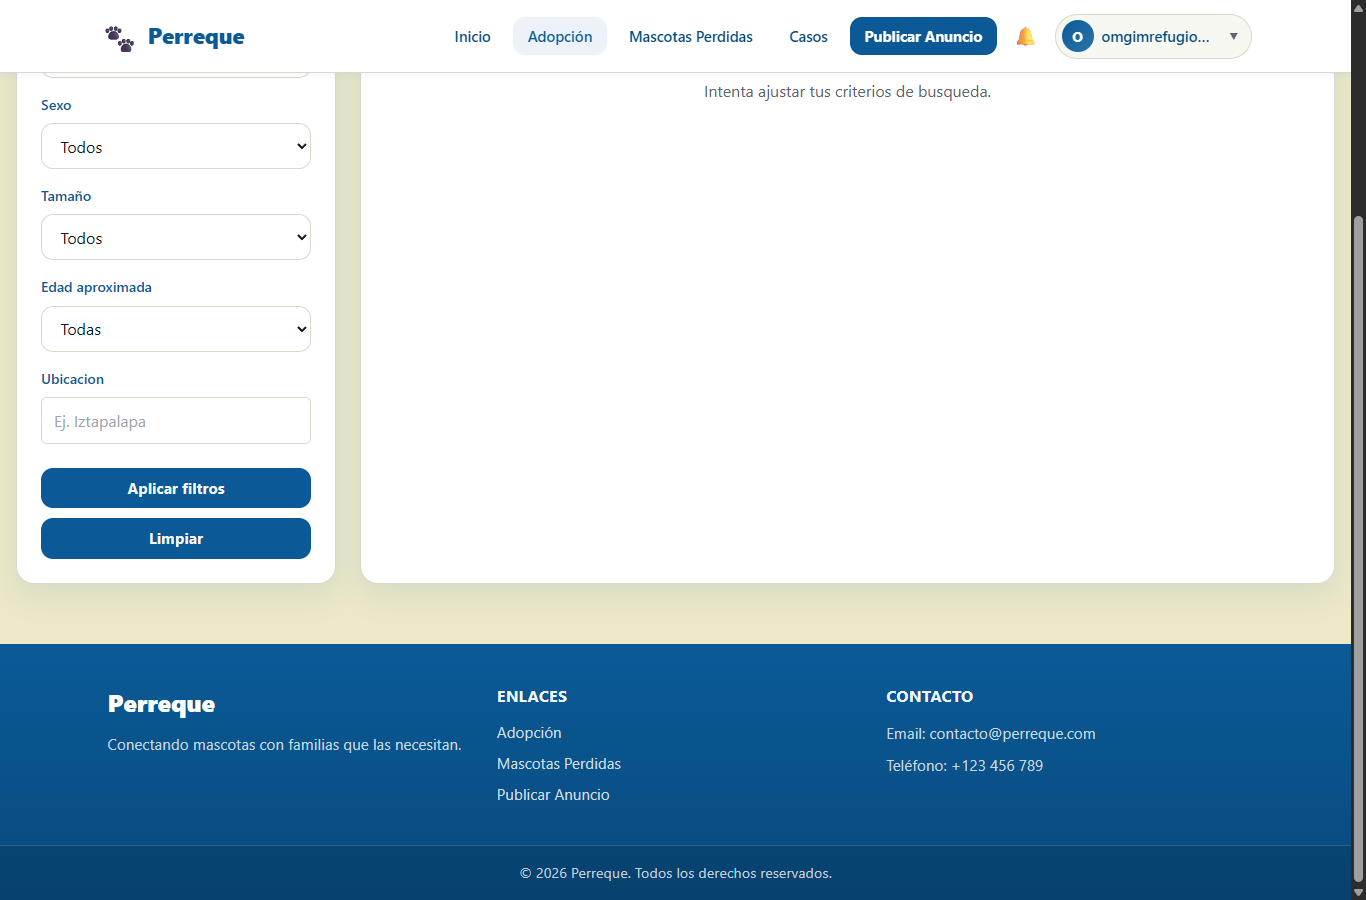 Perreque
Inicio
Adopción
Mascotas Perdidas
Casos
Publicar Anuncio
O
omgimrefugio...
Sexo
Todos
Tamaño
Todos
Edad aproximada
Todas
Ubicacion
Ej. Iztapalapa
Aplicar filtros
Limpiar
Intenta ajustar tus criterios de busqueda.
Perreque
Conectando mascotas con familias que las necesitan.
ENLACES
Adopción
Mascotas Perdidas
Publicar Anuncio
CONTACTO
Email: contacto@perreque.com
Teléfono: +123 456 789
© 2026 Perreque. Todos los derechos reservados.